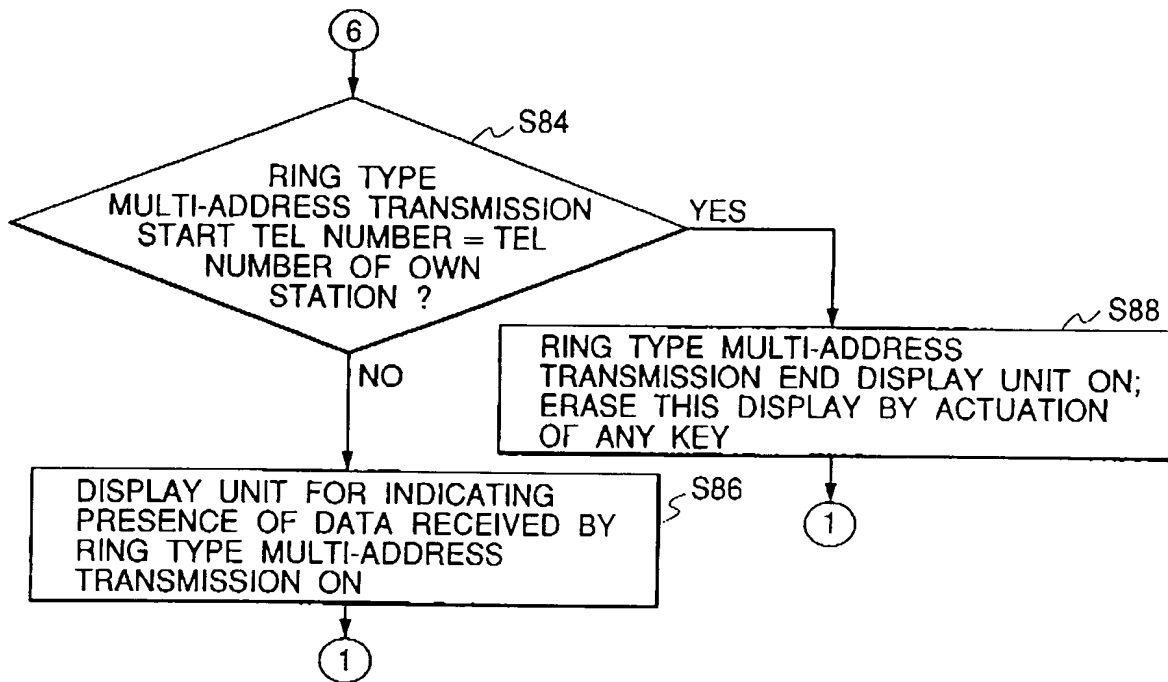 6
S84
RING TYPE
MULTI-ADDRESS TRANSMISSION
START TEL NUMBER = TEL
NUMBER OF OWN
STATION ?
YES
NO
S88
RING TYPE MULTI-ADDRESS
TRANSMISSION END DISPLAY UNIT ON;
ERASE THIS DISPLAY BY ACTUATION
OF ANY KEY
1
S86
DISPLAY UNIT FOR INDICATING
PRESENCE OF DATA RECEIVED BY
RING TYPE MULTI-ADDRESS
TRANSMISSION ON
1